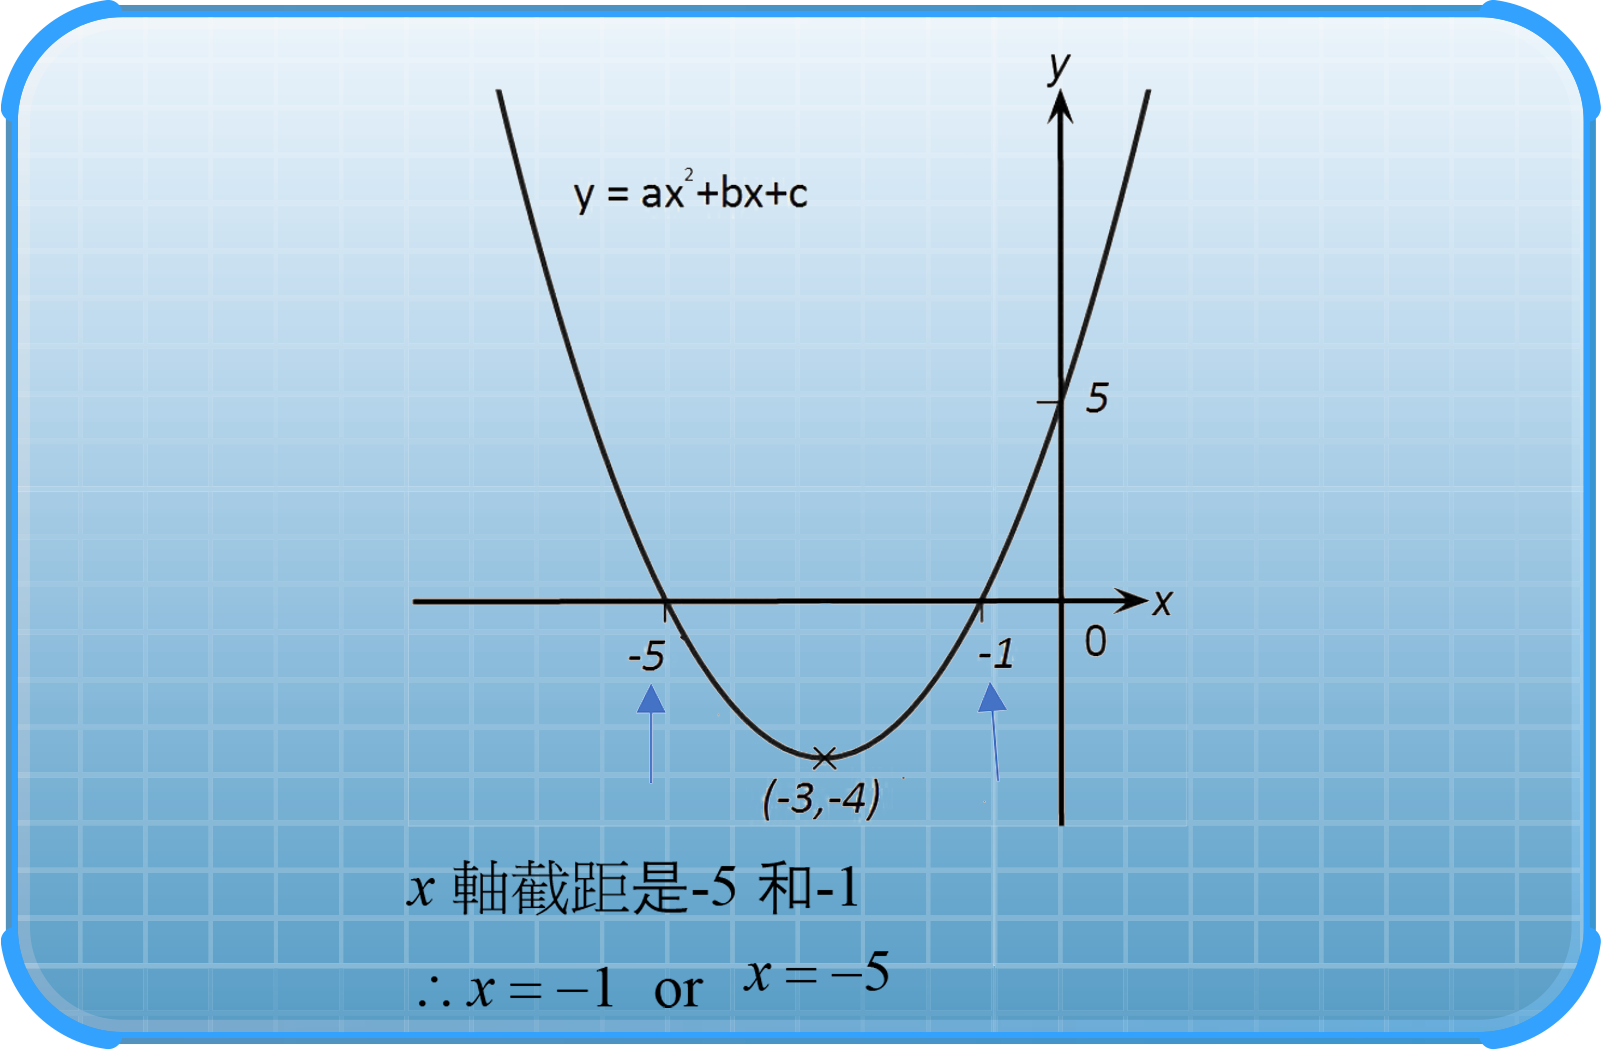 y
y = ax²+bx+c
5
x
-5
-1
0
(-3,-4)
x 軸截距是-5 和-1
∴ x = −1 or x = −5